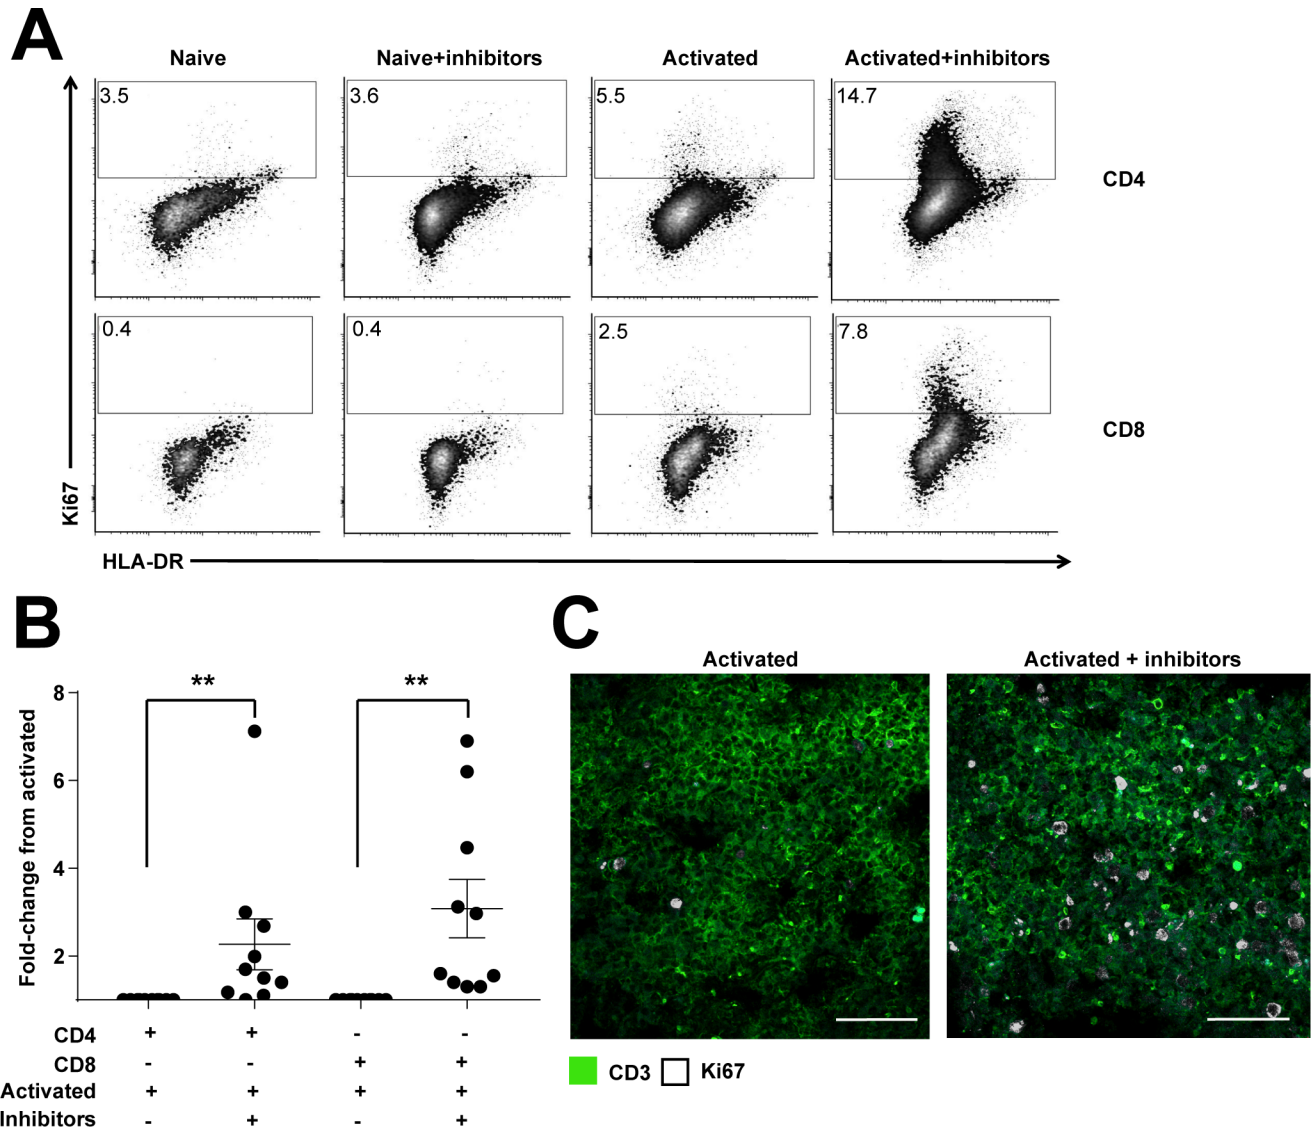 A
Naive Naive+inhibitors Activated Activated+inhibitors
3.5 3.6 5.5 14.7
CD4
0.4 0.4 2.5 7.8
CD8
Ki67
HLA-DR
B
** **
Fold-change from activated
8
6
4
2
CD4 + + - -
CD8 - - + +
Activated + + + +
Inhibitors - + - +
C
Activated Activated + inhibitors
CD3 Ki67